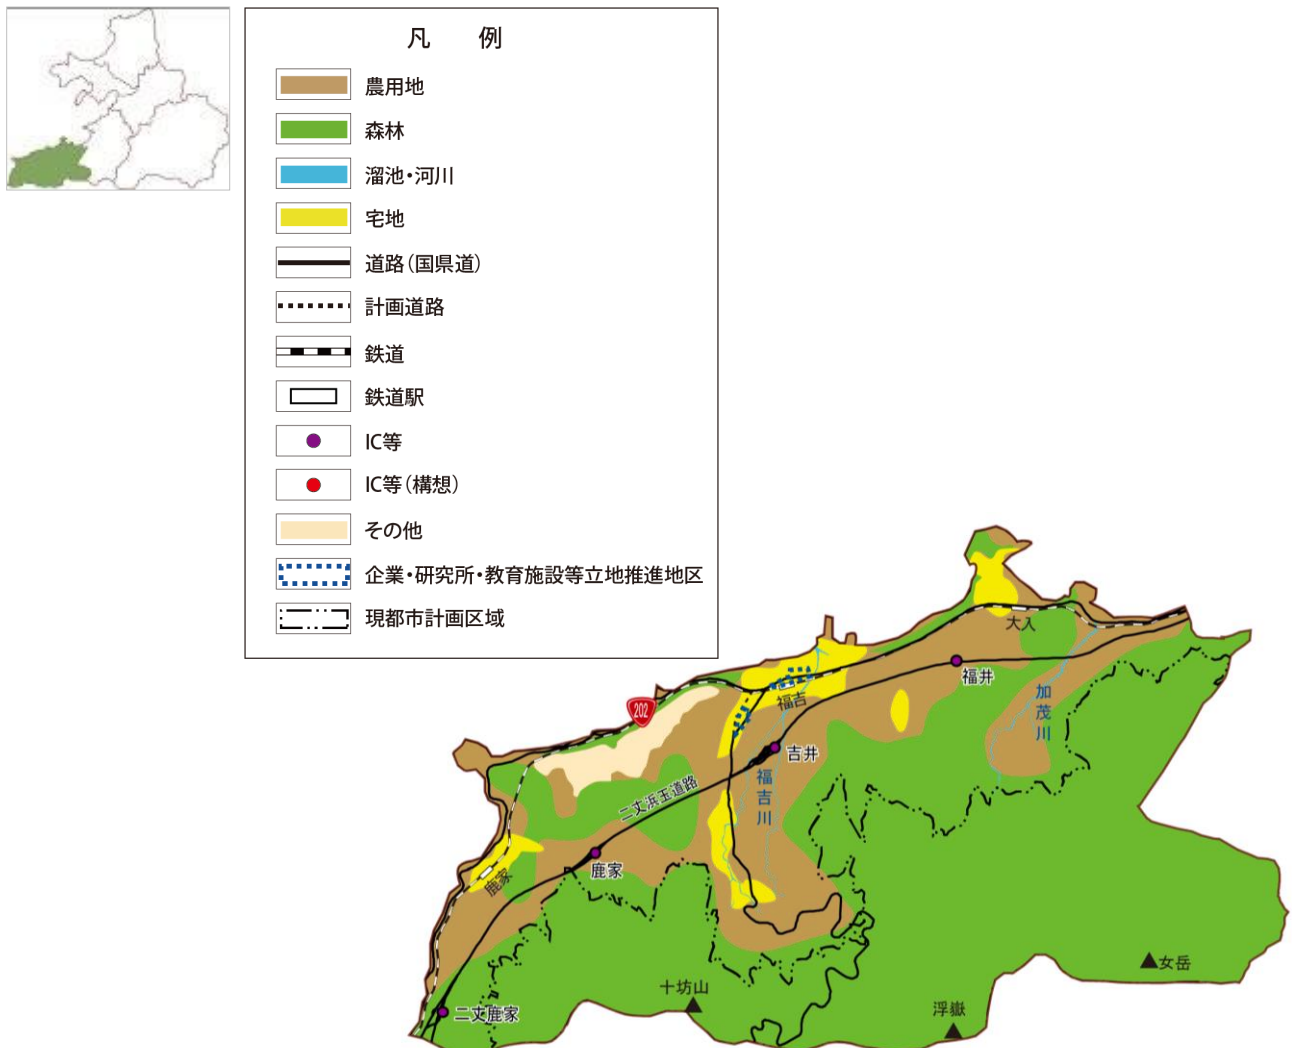 凡 例
農用地
森林
溜池・河川
宅地
道路（国県道）
計画道路
鉄道
鉄道駅
IC等
IC等（構想）
その他
企業・研究所・教育施設等立地推進地区
現都市計画区域
大入
福井
加茂川
202
福吉
吉井
福吉川
二丈浜玉道路
鹿家
鹿家
女岳
十坊山
浮嶽
二丈鹿家